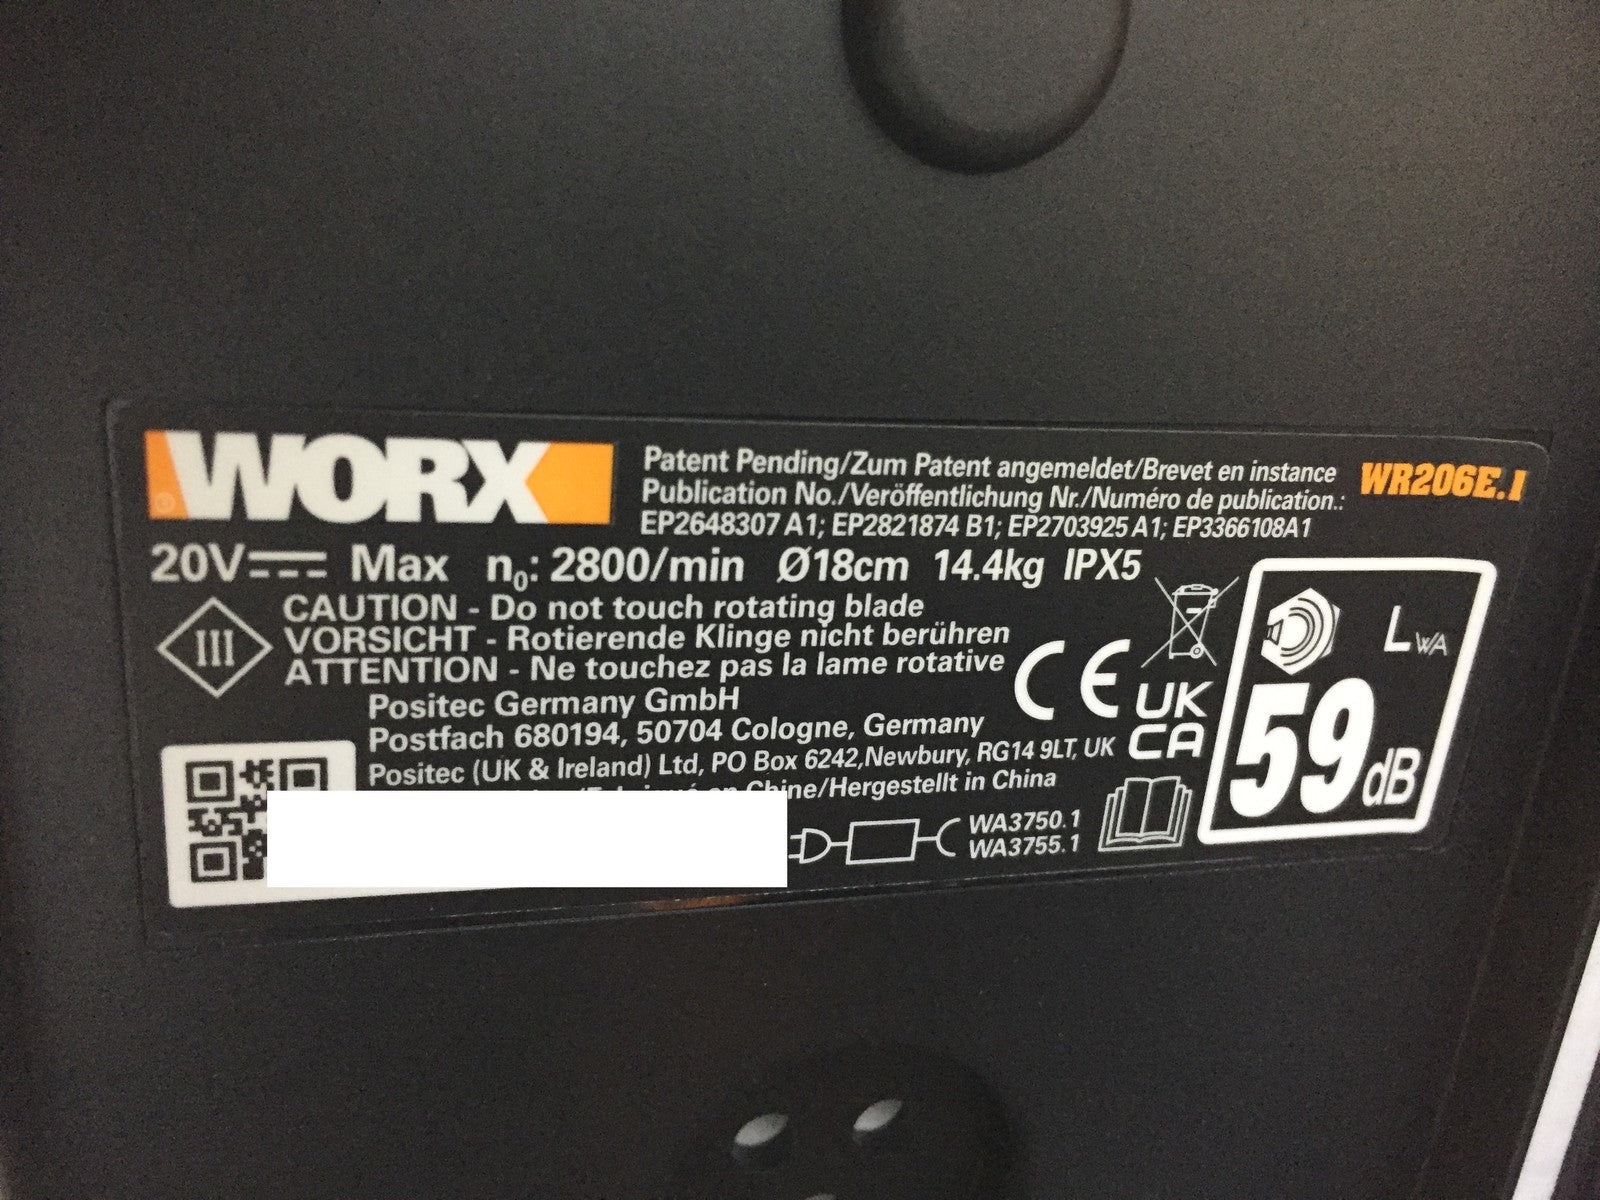 WORX
Patent Pending/Zum Patent angemeldet/Brevet en instance
WR206E.1
Publication No./Veröffentlichung Nr./Numéro de publication.:
EP2648307 A1; EP2821874 B1; EP2703925 A1; EP3366108A1
20V Max n0: 2800/min Ø18cm 14.4kg IPX5
III
CAUTION - Do not touch rotating blade
VORSICHT - Rotierende Klinge nicht berühren
ATTENTION - Ne touchez pas la lame rotative
Positec Germany GmbH
Postfach 680194, 50704 Cologne, Germany
Positec (UK & Ireland) Ltd, PO Box 6242,Newbury, RG14 9LT, UK
Chine/Hergestellt in China
WA3750.1
WA3755.1
CE
UK
CA
LWA
59dB